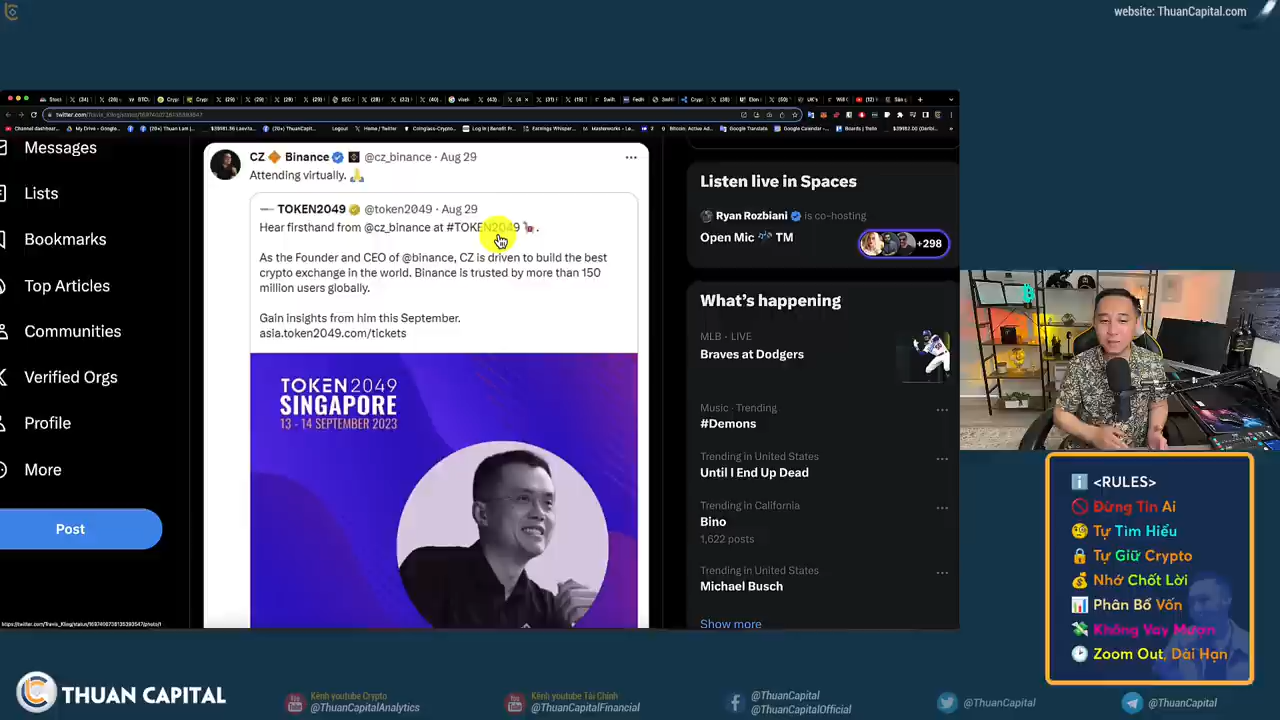 website: ThuanCapital.com
Messages
Lists
Bookmarks
Top Articles
Communities
Verified Orgs
Profile
More
Post
CZ Binance @cz_binance · Aug 29
Attending virtually. 🙏
TOKEN2049 @token2049 · Aug 29
Hear firsthand from @cz_binance at #TOKEN2049 .
As the Founder and CEO of @binance, CZ is driven to build the best
crypto exchange in the world. Binance is trusted by more than 150
million users globally.
Gain insights from him this September.
asia.token2049.com/tickets
TOKEN2049
SINGAPORE
13 - 14 SEPTEMBER 2023
Listen live in Spaces
Ryan Rozbiani is co-hosting
Open Mic TM
+298
What's happening
MLB · LIVE
Braves at Dodgers
Music · Trending
#Demons
Trending in United States
Until I End Up Dead
Trending in California
Bino
1,622 posts
Trending in United States
Michael Busch
Show more
<RULES>
Đừng Tin Ai
Tự Tìm Hiểu
Tự Giữ Crypto
Nhớ Chốt Lời
Phân Bổ Vốn
Không Vay Mượn
Zoom Out, Dài Hạn
THUAN CAPITAL
Kênh youtube Crypto
@ThuanCapitalAnalytics
Kênh youtube Tài Chính
@ThuanCapitalFinancial
@ThuanCapital
@ThuanCapitalOfficial
@ThuanCapital
@ThuanCapital